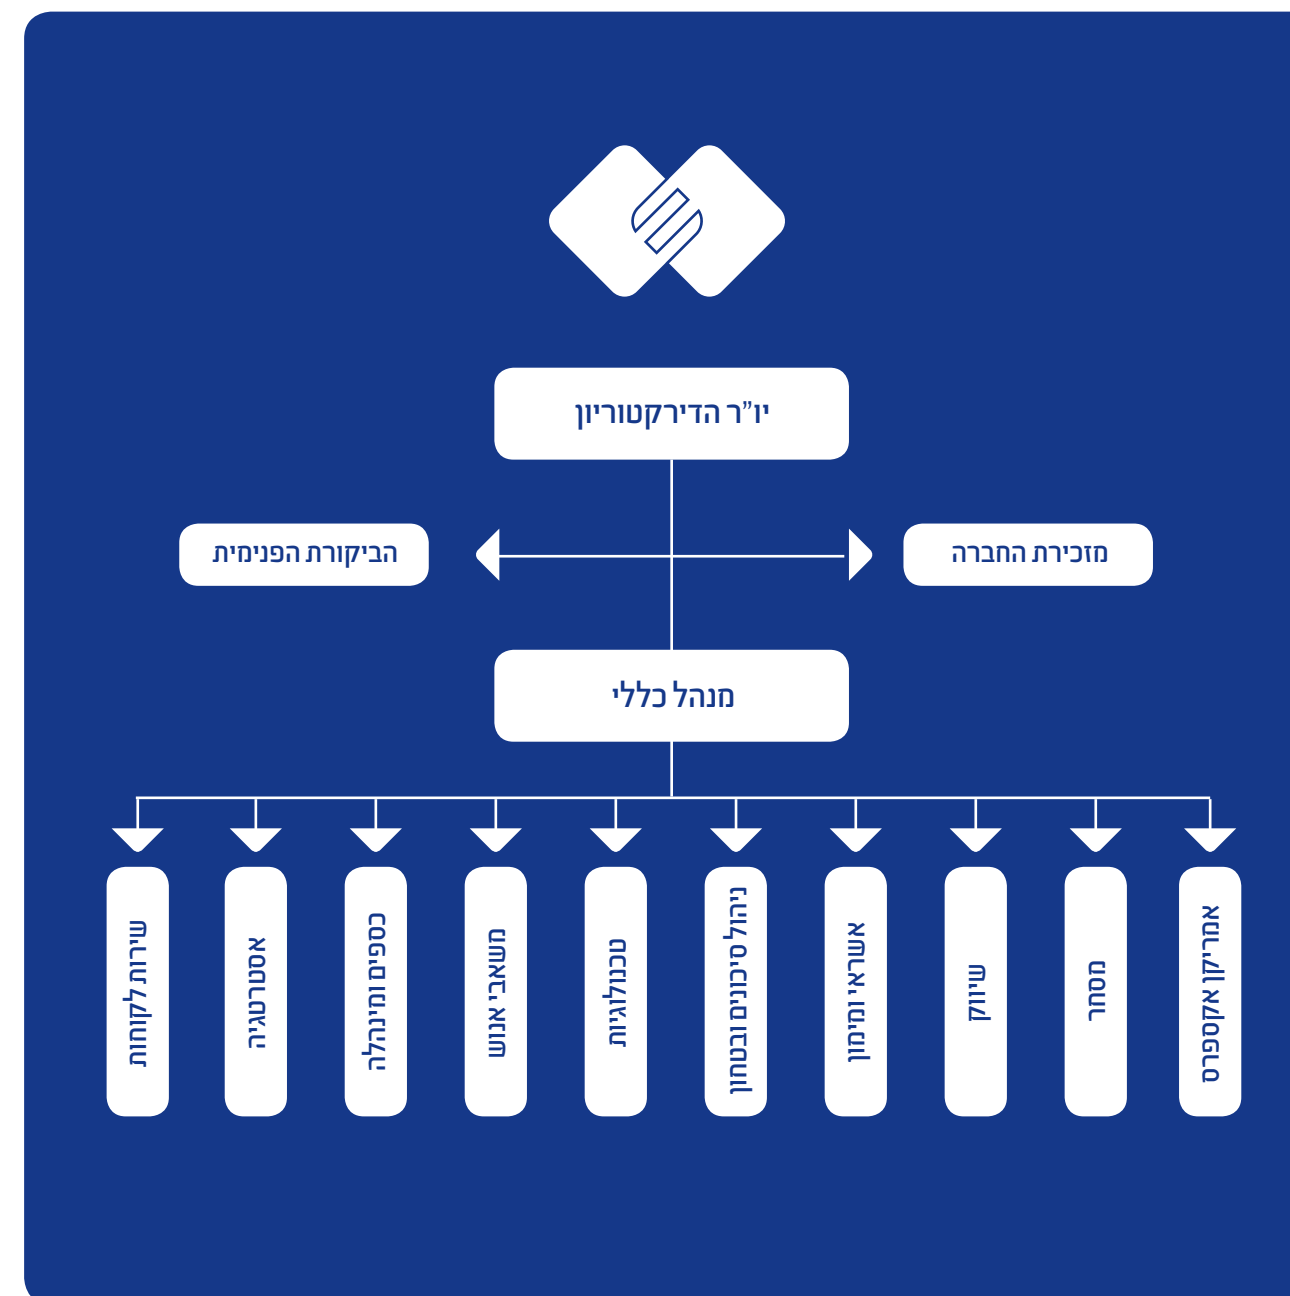 יו״ר הדירקטוריון
מזכירת החברה
הביקורת הפנימית
מנהל כללי
אמריקן אקספרס
מסחר
שיווק
אשראי ומימון
ניהול סיכונים ובטחון
טכנולוגיות
משאבי אנוש
כספים ומינהלה
אסטרטגיה
שירות לקוחות